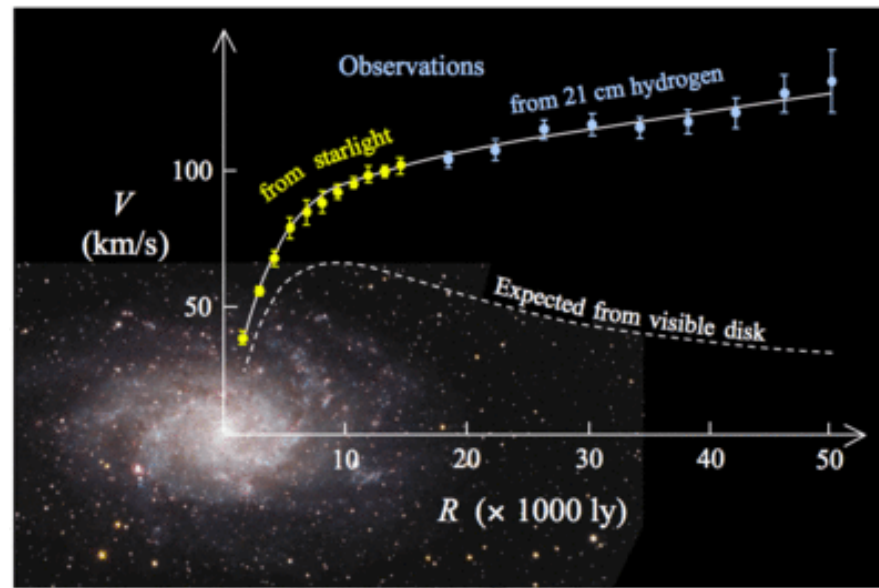 Observations
from 21 cm hydrogen
from starlight
100
V
(km/s)
50
Expected from visible disk
10
20
30
40
50
R (× 1000 ly)